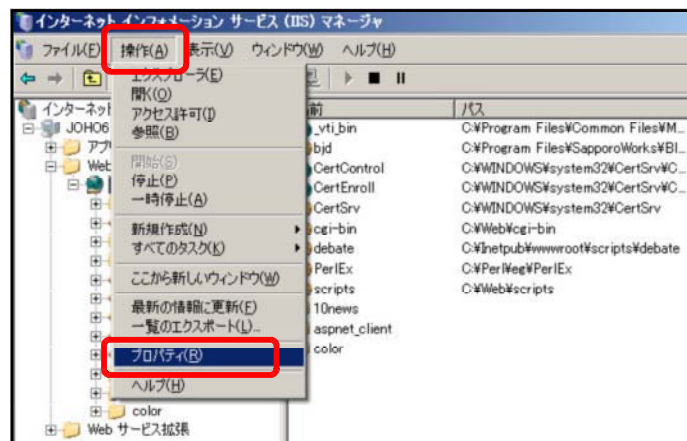 インターネット インフォメーション サービス (IIS) マネージャ
ファイル(F) 操作(A) 表示(V) ウィンドウ(W) ヘルプ(H)
エクスプローラ(E)
開く(O)
アクセス許可(I)
参照(B)
開始(S)
停止(P)
一時停止(A)
新規作成(N)
すべてのタスク(K)
ここから新しいウィンドウ(W)
最新の情報に更新(F)
一覧のエクスポート(L)...
プロパティ(R)
ヘルプ(H)
インターネット
JOHO6
アプ
Web
color
Web サービス拡張
前 パス
_vti_bin C:¥Program Files¥Common Files¥M...
bjd C:¥Program Files¥SapporoWorks¥Bl...
CertControl C:¥WINDOWS¥system32¥CertSrv¥C...
CertEnroll C:¥WINDOWS¥system32¥CertSrv¥C...
CertSrv C:¥WINDOWS¥system32¥CertSrv
cgi-bin C:¥Web¥cgi-bin
debate C:¥Inetpub¥wwwroot¥scripts¥debate
PerlEx C:¥Perl¥eg¥PerlEx
scripts C:¥Web¥scripts
10news
aspnet_client
color